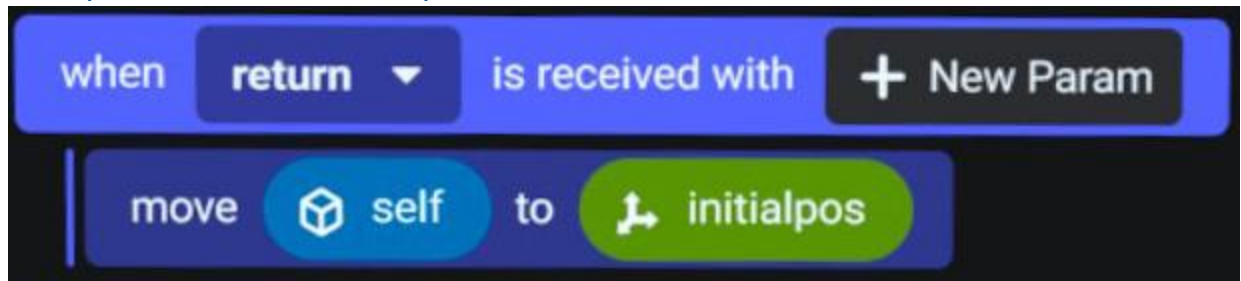 when return is received with + New Param
move self to initialpos